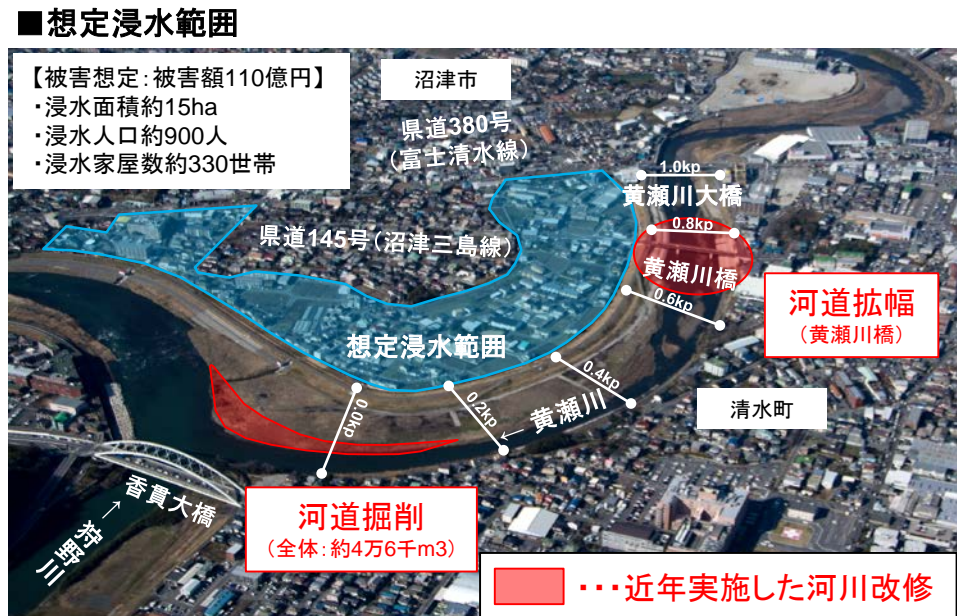 ■想定浸水範囲
【被害想定：被害額110億円】
・浸水面積約15ha
・浸水人口約900人
・浸水家屋数約330世帯
沼津市
県道380号
（富士清水線）
1.0kp
黄瀬川大橋
0.8kp
県道145号（沼津三島線）
黄瀬川橋
0.6kp
河道拡幅
（黄瀬川橋）
想定浸水範囲
0.4kp
清水町
0.2kp
0.0kp
← 黄瀬川
香貫大橋
→
狩野川
河道掘削
（全体：約4万6千m3）
・・・近年実施した河川改修